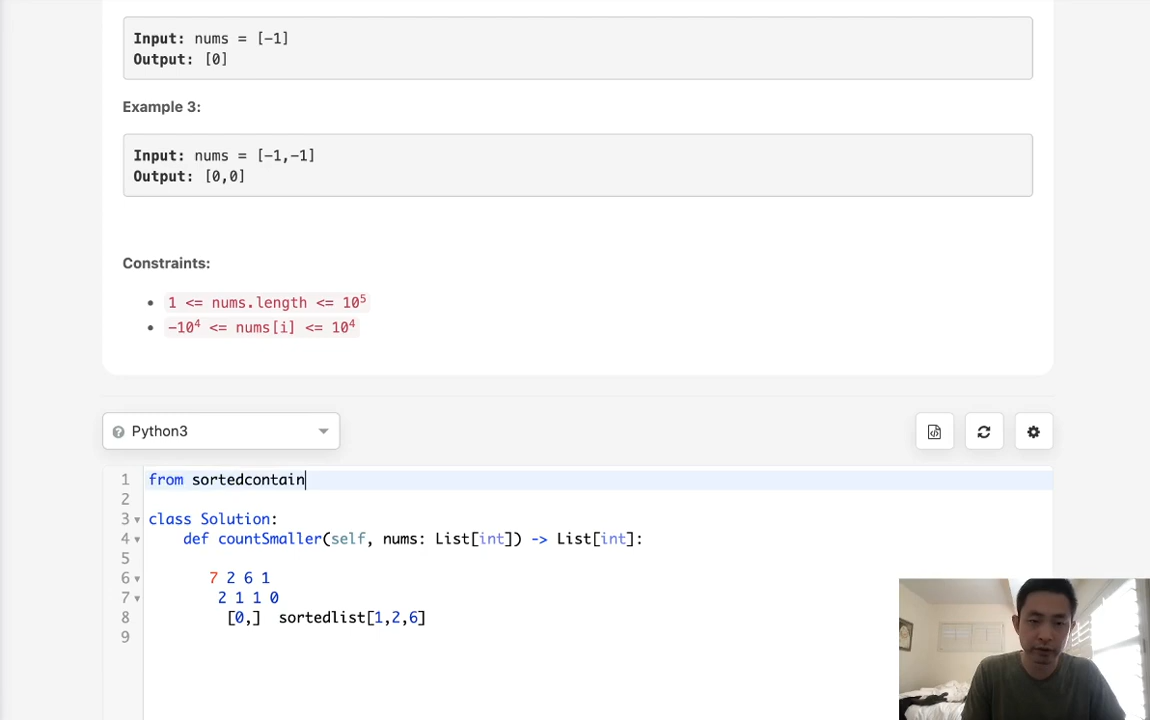 Input: nums = [-1]
Output: [0]
Example 3:
Input: nums = [-1,-1]
Output: [0,0]
Constraints:
• 1 <= nums.length <= 10⁵
• -10⁴ <= nums[i] <= 10⁴
Python3
1 from sortedcontain
2
3 class Solution:
4 def countSmaller(self, nums: List[int]) -> List[int]:
5
6 7 2 6 1
7 2 1 1 0
8 [0,] sortedlist[1,2,6]
9